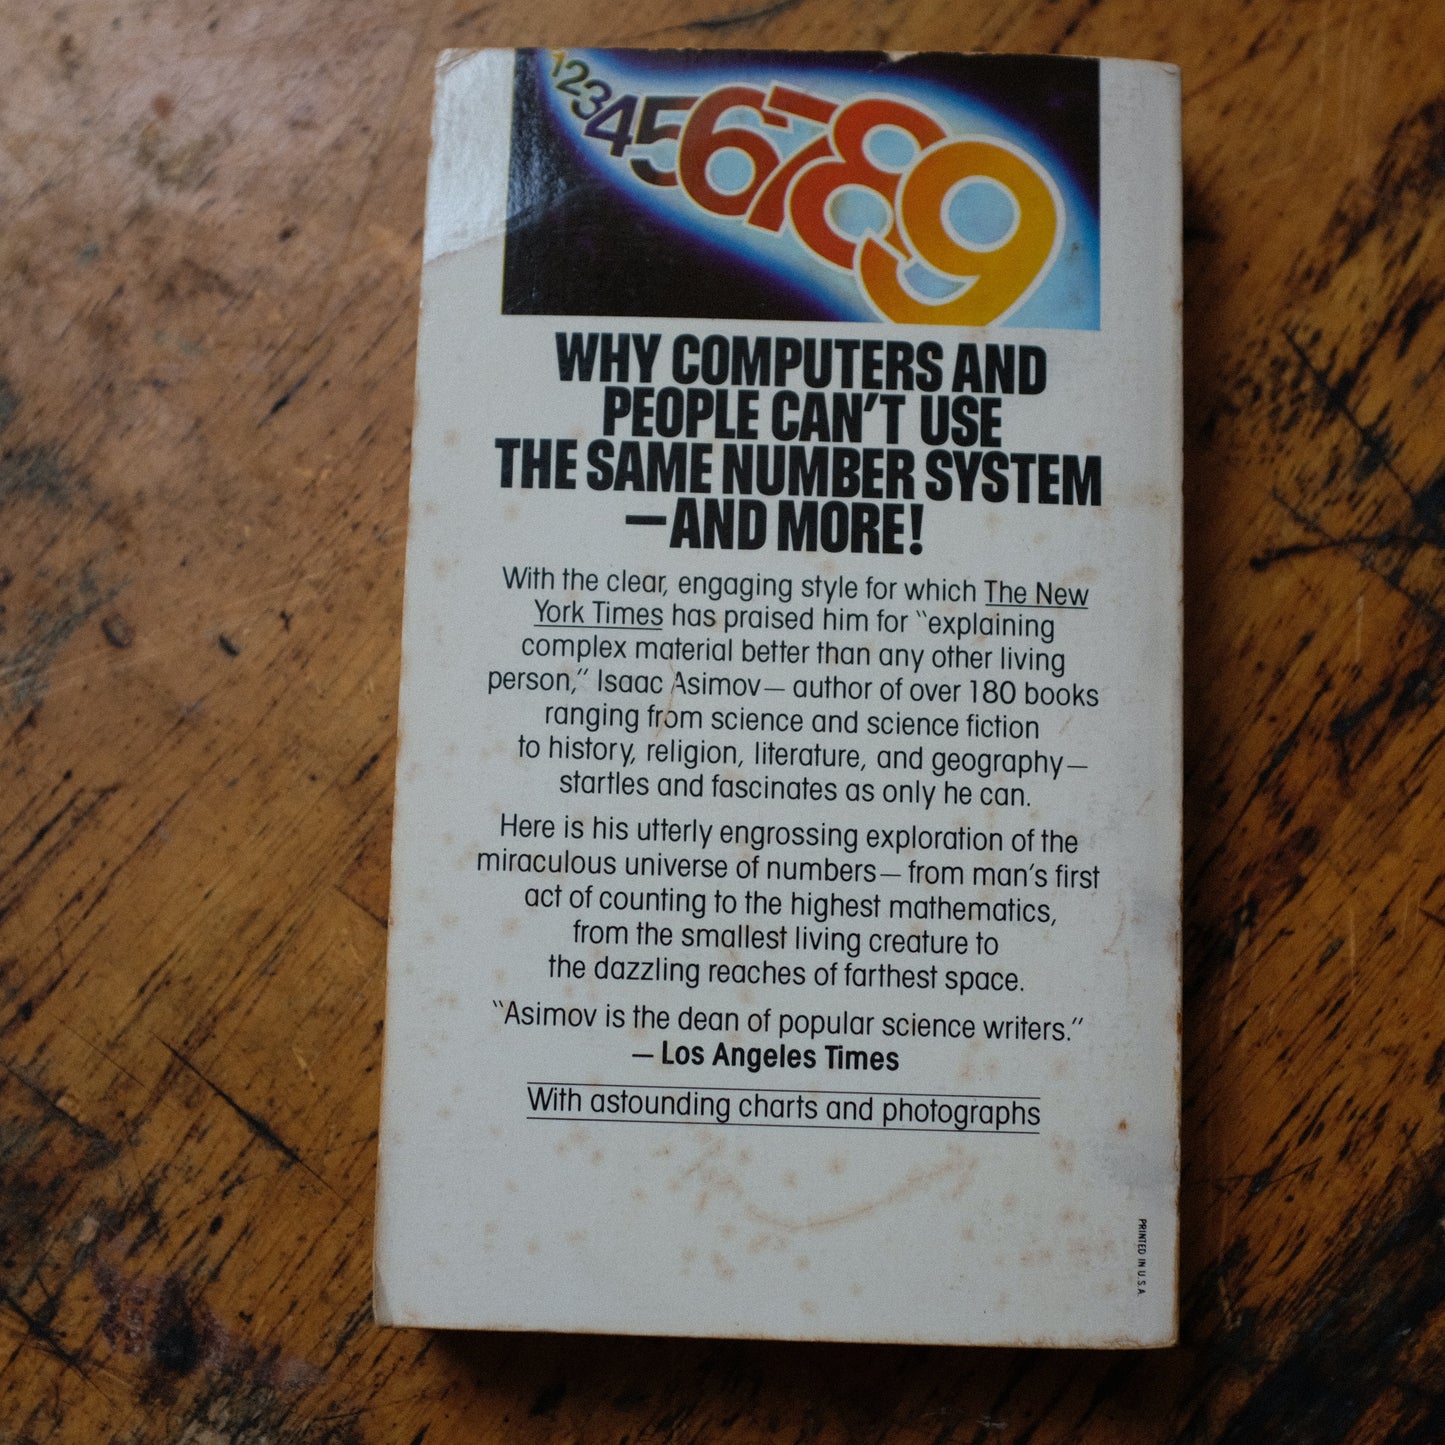 123456789
WHY COMPUTERS AND
PEOPLE CAN'T USE
THE SAME NUMBER SYSTEM
—AND MORE!
With the clear, engaging style for which The New
York Times has praised him for "explaining
complex material better than any other living
person," Isaac Asimov — author of over 180 books
ranging from science and science fiction
to history, religion, literature, and geography —
startles and fascinates as only he can.
Here is his utterly engrossing exploration of the
miraculous universe of numbers — from man's first
act of counting to the highest mathematics,
from the smallest living creature to
the dazzling reaches of farthest space.
"Asimov is the dean of popular science writers."
— Los Angeles Times
With astounding charts and photographs
PRINTED IN U.S.A.